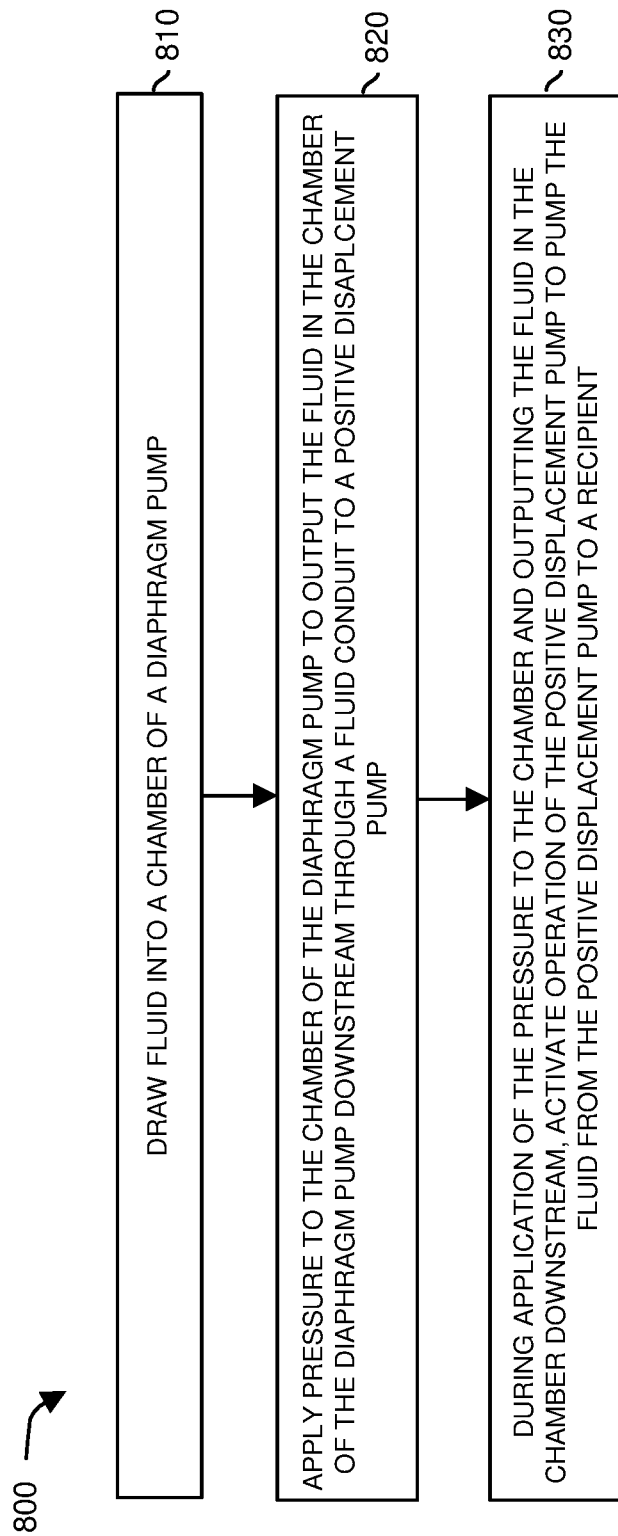 800
DRAW FLUID INTO A CHAMBER OF A DIAPHRAGM PUMP
810
APPLY PRESSURE TO THE CHAMBER OF THE DIAPHRAGM PUMP TO OUTPUT THE FLUID IN THE CHAMBER
OF THE DIAPHRAGM PUMP DOWNSTREAM THROUGH A FLUID CONDUIT TO A POSITIVE DISAPLCEMENT
PUMP
820
DURING APPLICATION OF THE PRESSURE TO THE CHAMBER AND OUTPUTTING THE FLUID IN THE
CHAMBER DOWNSTREAM, ACTIVATE OPERATION OF THE POSITIVE DISPLACEMENT PUMP TO PUMP THE
FLUID FROM THE POSITIVE DISPLACEMENT PUMP TO A RECIPIENT
830